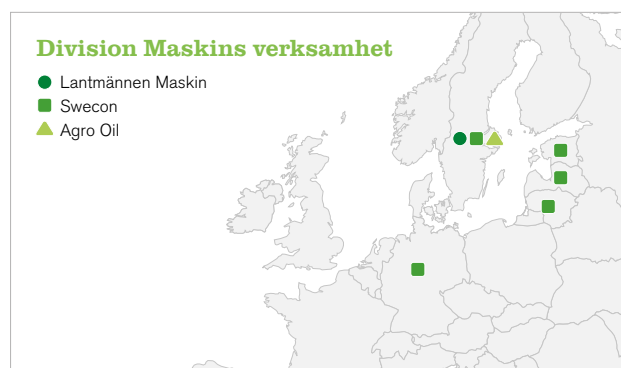 Division Maskins verksamhet
Lantmännen Maskin
Swecon
Agro Oil